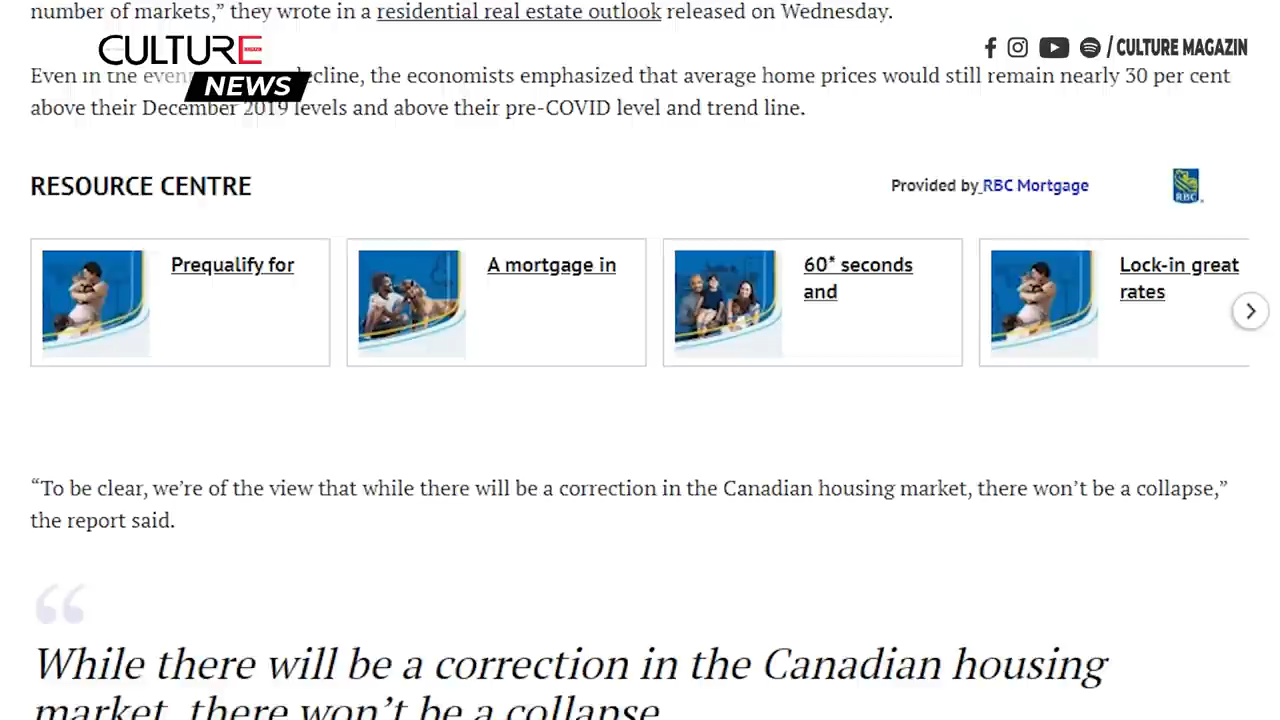 number of markets,” they wrote in a residential real estate outlook released on Wednesday.
CULTURE
NEWS
/ CULTURE MAGAZIN
Even in the decline, the economists emphasized that average home prices would still remain nearly 30 per cent
above their December 2019 levels and above their pre-COVID level and trend line.
RESOURCE CENTRE
Provided by RBC Mortgage
RBC
Prequalify for
A mortgage in
60* seconds
and
Lock-in great
rates
“To be clear, we’re of the view that while there will be a correction in the Canadian housing market, there won’t be a collapse,”
the report said.
“
While there will be a correction in the Canadian housing
market, there won’t be a collapse